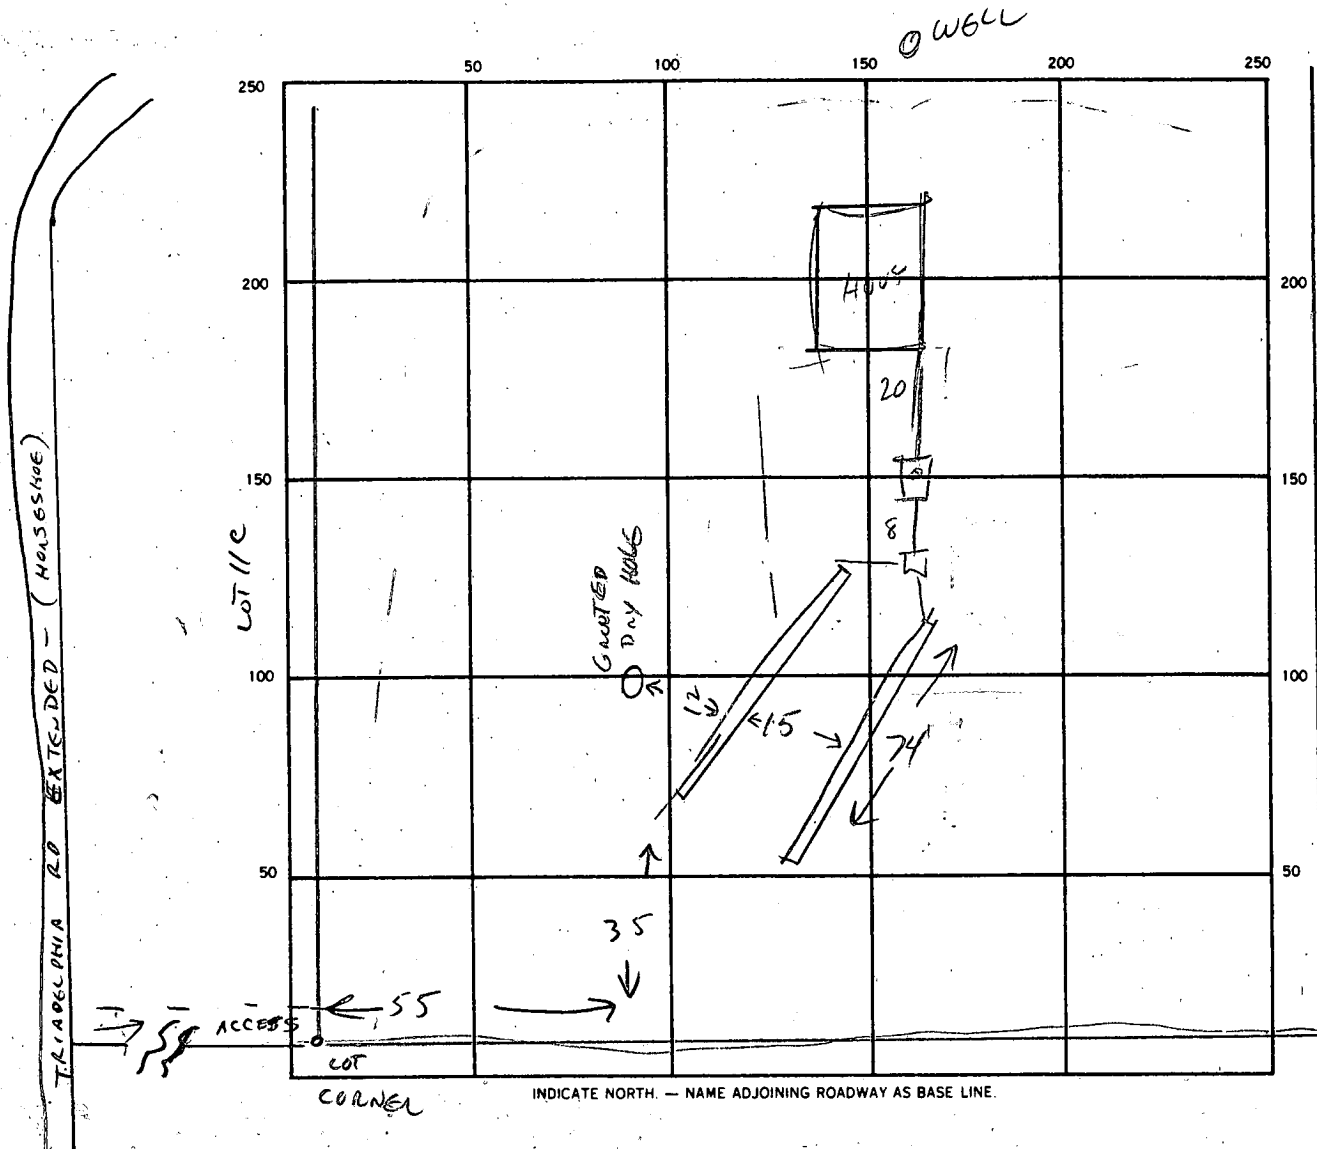 WELL
50 100 150 200 250
250
200 200
20
150 150
8
LOT 11C
GROUTED
DRY HOLE
100 100
12
15
74'
TRIADELPHIA RD EXTENDED - (HORSESHOE)
50 50
35
55
ACCESS
LOT
CORNER
INDICATE NORTH. — NAME ADJOINING ROADWAY AS BASE LINE.